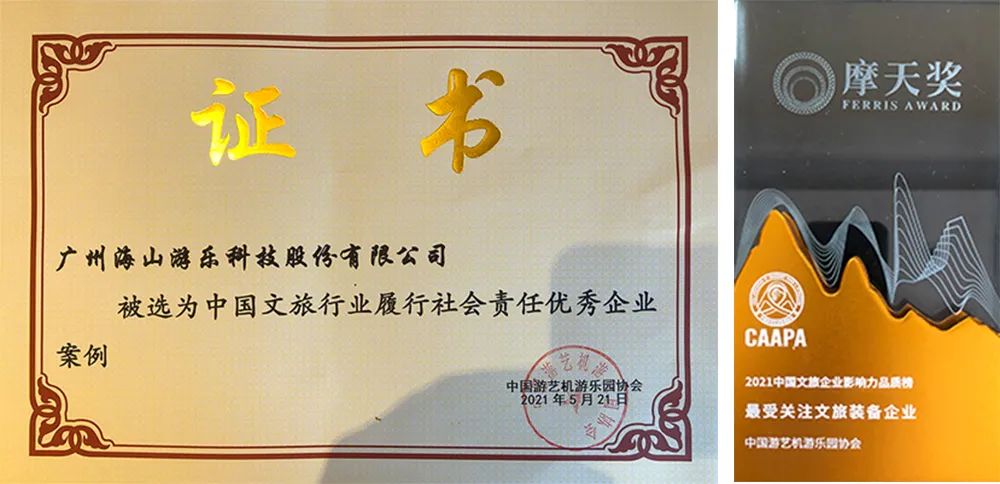 证书
广州海山游乐科技股份有限公司
被选为中国文旅行业履行社会责任优秀企业
案例
中国游艺机游乐园协会
2021年5月21日
摩天奖
FERRIS AWARD
CAAPA
2021中国文旅企业影响力品质榜
最受关注文旅装备企业
中国游艺机游乐园协会